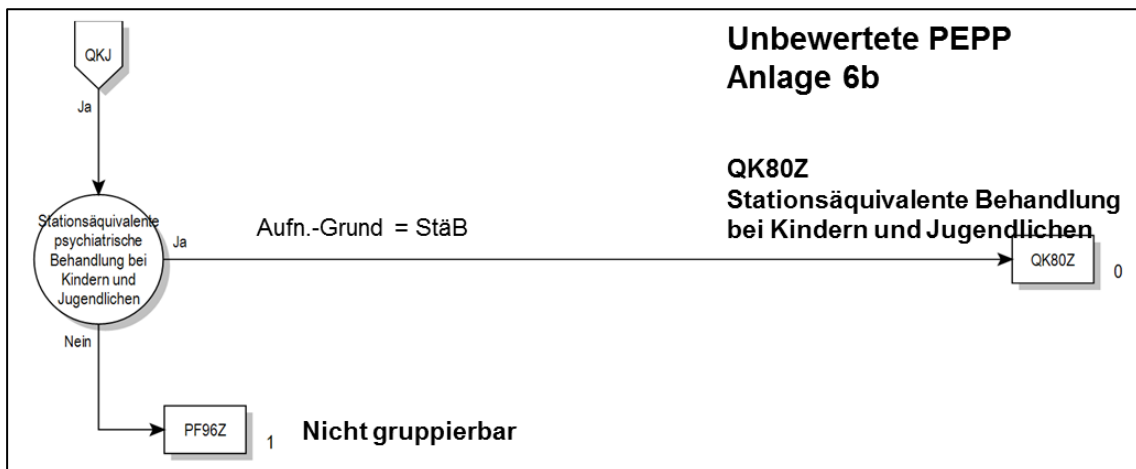 QKJ
Unbewertete PEPP
Anlage 6b
Ja
QK80Z
Stationsäquivalente Behandlung
bei Kindern und Jugendlichen
Stationsäquivalente
psychiatrische
Behandlung bei
Kindern und
Jugendlichen
Ja
Aufn.-Grund = StäB
QK80Z
0
Nein
PF96Z
1
Nicht gruppierbar